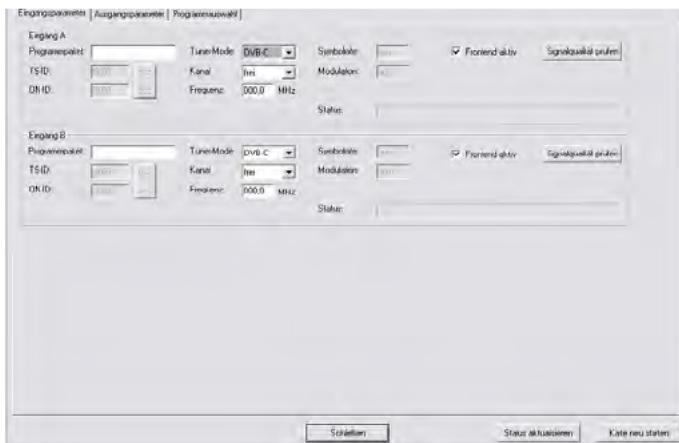 Eingangsparameter Ausgangsparameter Programmauswahl
Eingang A
Programmpaket: Tuner-Mode: DVB-C Symbolrate: Frontend aktiv Signalqualität prüfen
TS ID: Kanal frei Modulation:
ON ID: Frequenz: 000,0 MHz
Status:
Eingang B
Programmpaket: Tuner-Mode: DVB-C Symbolrate: Frontend aktiv Signalqualität prüfen
TS ID: Kanal frei Modulation:
ON ID: Frequenz: 000,0 MHz
Status:
Schließen Status aktualisieren Karte neu starten